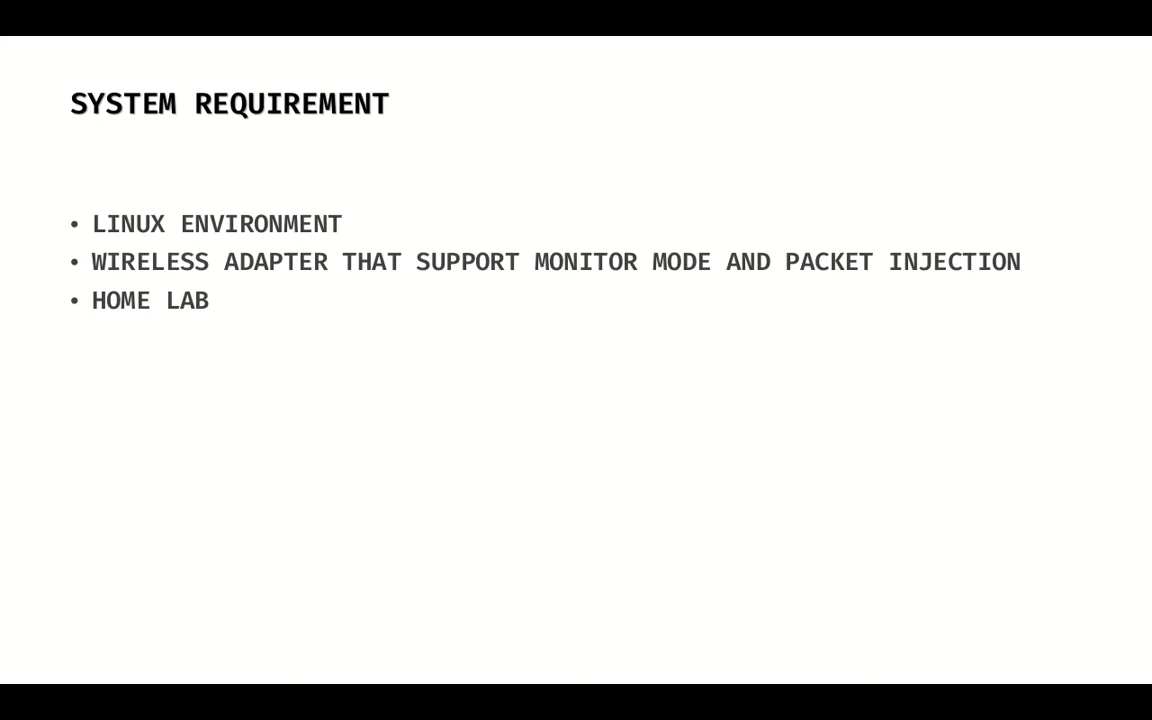 SYSTEM REQUIREMENT
• LINUX ENVIRONMENT
• WIRELESS ADAPTER THAT SUPPORT MONITOR MODE AND PACKET INJECTION
• HOME LAB